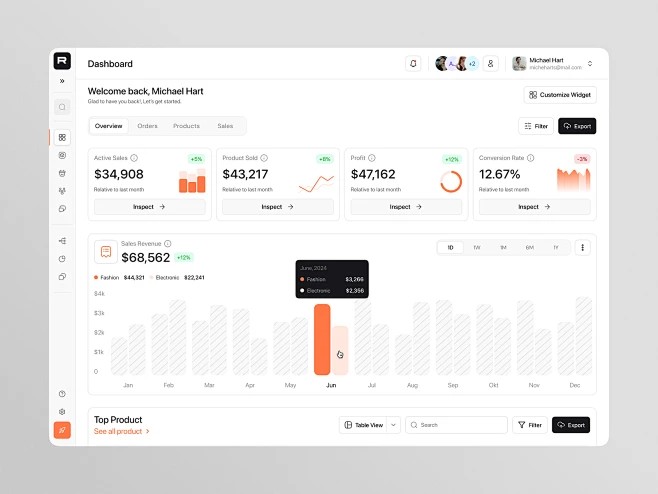 R
Dashboard
+2
Michael Hart
Welcome back, Michael Hart
Glad to have you back!, Let's get started.
Customize Widget
Overview Orders Products Sales
Filter Export
Active Sales +5%
$34,908
Relative to last month
Inspect
Product Sold +8%
$43,217
Relative to last month
Inspect
Profit +12%
$47,162
Relative to last month
Inspect
Conversion Rate -3%
12.67%
Relative to last month
Inspect
Sales Revenue
$68,562 +12%
1D 1W 1M 6M 1Y
Fashion $44,321 Electronic $22,241
June, 2024
Fashion $3,266
Electronic $2,356
$4k
$3k
$2k
$1k
0
Jan Feb Mar Apr May Jun Jul Aug Sep Okt Nov Dec
Top Product
See all product >
Table View Search Filter Export